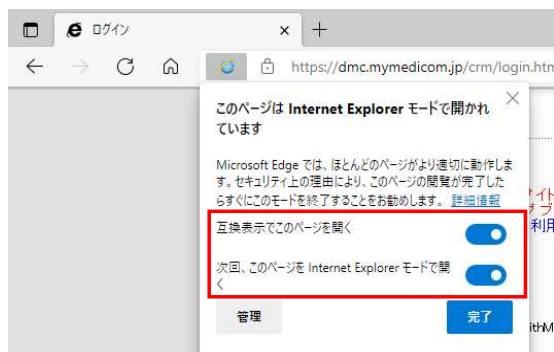 ログイン
https://dmc.mymedicom.jp/crm/login.htm
このページは Internet Explorer モードで開かれ
ています
Microsoft Edge では、ほとんどのページがより適切に動作しま
す。セキュリティ上の理由により、このページの閲覧が完了した
らすぐにこのモードを終了することをお勧めします。 詳細情報
互換表示でこのページを開く
次回、このページを Internet Explorer モードで開
く
管理
完了
イト
ブ
利用
ithM